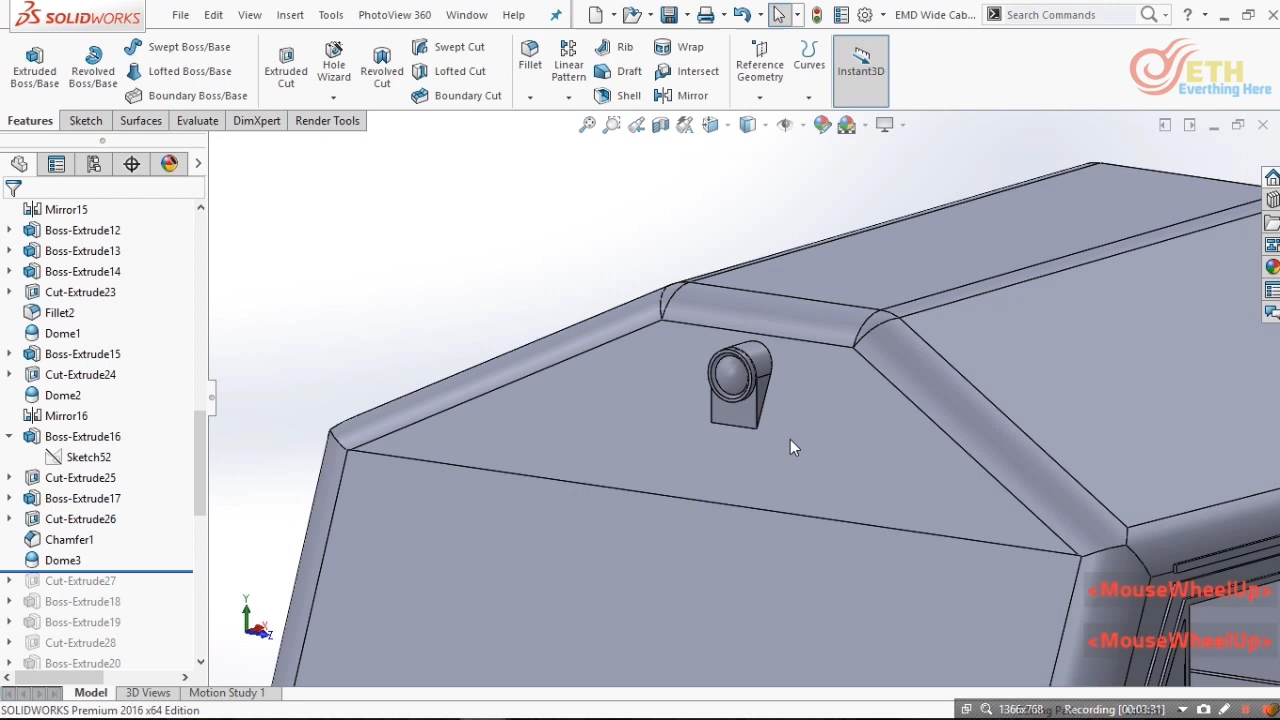 SOLIDWORKS
File Edit View Insert Tools PhotoView 360 Window Help
EMD Wide Cab...
Search Commands
Extruded Boss/Base
Revolved Boss/Base
Swept Boss/Base
Lofted Boss/Base
Boundary Boss/Base
Extruded Cut
Hole Wizard
Revolved Cut
Swept Cut
Lofted Cut
Boundary Cut
Fillet
Linear Pattern
Rib
Draft
Shell
Wrap
Intersect
Mirror
Reference Geometry
Curves
Instant3D
ETH
Everthing Here
Features Sketch Surfaces Evaluate DimXpert Render Tools
Mirror15
Boss-Extrude12
Boss-Extrude13
Boss-Extrude14
Cut-Extrude23
Fillet2
Dome1
Boss-Extrude15
Cut-Extrude24
Dome2
Mirror16
Boss-Extrude16
Sketch52
Cut-Extrude25
Boss-Extrude17
Cut-Extrude26
Chamfer1
Dome3
Cut-Extrude27
Boss-Extrude18
Boss-Extrude19
Cut-Extrude28
Boss-Extrude20
Y
X
Z
<MouseWheelUp>
<MouseWheelUp>
Model 3D Views Motion Study 1
SOLIDWORKS Premium 2016 x64 Edition
1366x768
Recording [00:03:31]